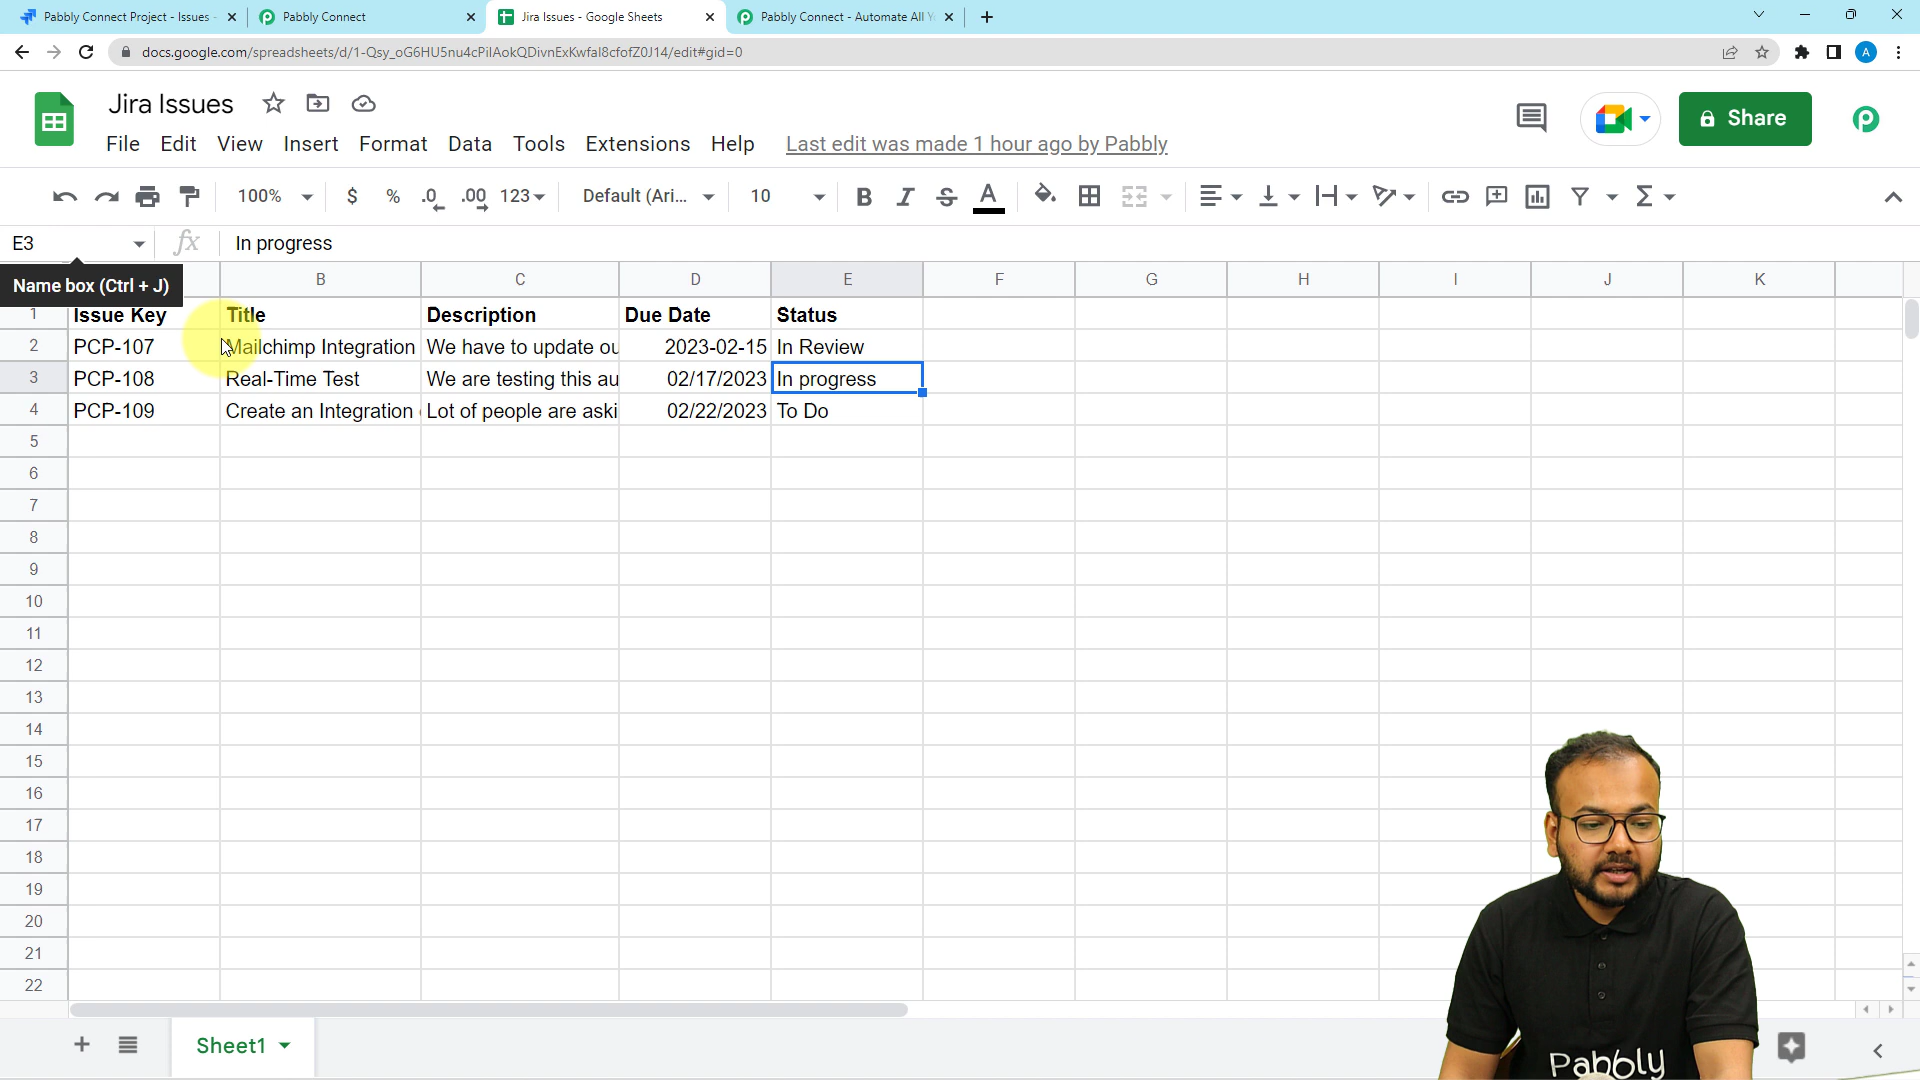 Pabbly Connect Project - Issues -
Pabbly Connect
Jira Issues - Google Sheets
Pabbly Connect - Automate All Y
docs.google.com/spreadsheets/d/1-Qsy_oG6HU5nu4cPilAokQDivnExKwfal8cfofZ0J14/edit#gid=0
A
Jira Issues
Share
File Edit View Insert Format Data Tools Extensions Help Last edit was made 1 hour ago by Pabbly
100% $ % .0 .00 123 Default (Ari... 10 B I S A
E3 fx In progress
Name box (Ctrl + J)
B C D E F G H I J K
1 Issue Key Title Description Due Date Status
2 PCP-107 Mailchimp Integration We have to update ou 2023-02-15 In Review
3 PCP-108 Real-Time Test We are testing this au 02/17/2023 In progress
4 PCP-109 Create an Integration Lot of people are aski 02/22/2023 To Do
5
6
7
8
9
10
11
12
13
14
15
16
17
18
19
20
21
22
Sheet1
Pabbly